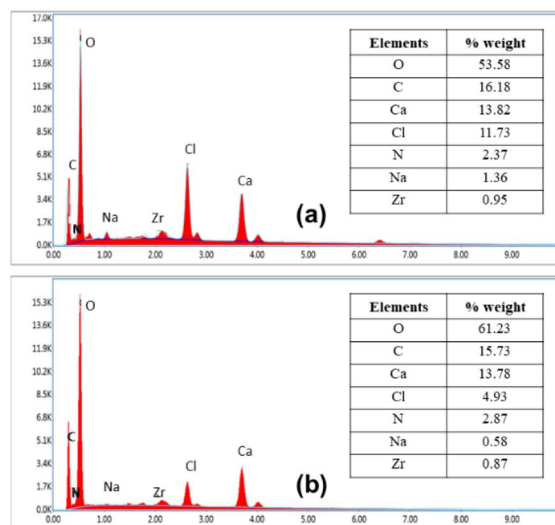 17.0K
15.3K
13.6K
11.9K
10.2K
8.5K
6.8K
5.1K
3.4K
1.7K
0.0K
O
C
N
Na
Zr
Cl
Ca
(a)
Elements % weight
O 53.58
C 16.18
Ca 13.82
Cl 11.73
N 2.37
Na 1.36
Zr 0.95
0.00 1.00 2.00 3.00 4.00 5.00 6.00 7.00 8.00 9.00
15.3K
13.6K
11.9K
10.2K
8.5K
6.8K
5.1K
3.4K
1.7K
0.0K
O
C
N
Na
Zr
Cl
Ca
(b)
Elements % weight
O 61.23
C 15.73
Ca 13.78
Cl 4.93
N 2.87
Na 0.58
Zr 0.87
0.00 1.00 2.00 3.00 4.00 5.00 6.00 7.00 8.00 9.00